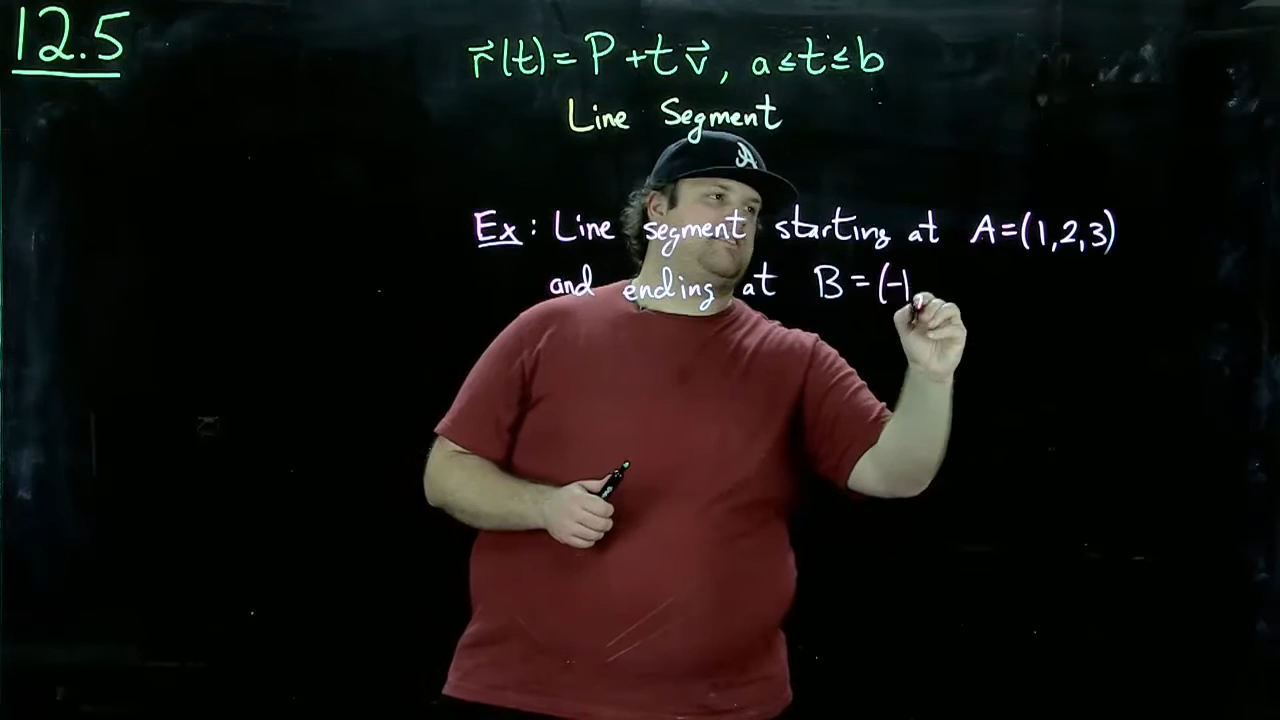 12.5
r⃗(t) = P + t v⃗, a ≤ t ≤ b
Line Segment
A
Ex: Line segment starting at A=(1,2,3)
and ending at B=(-1